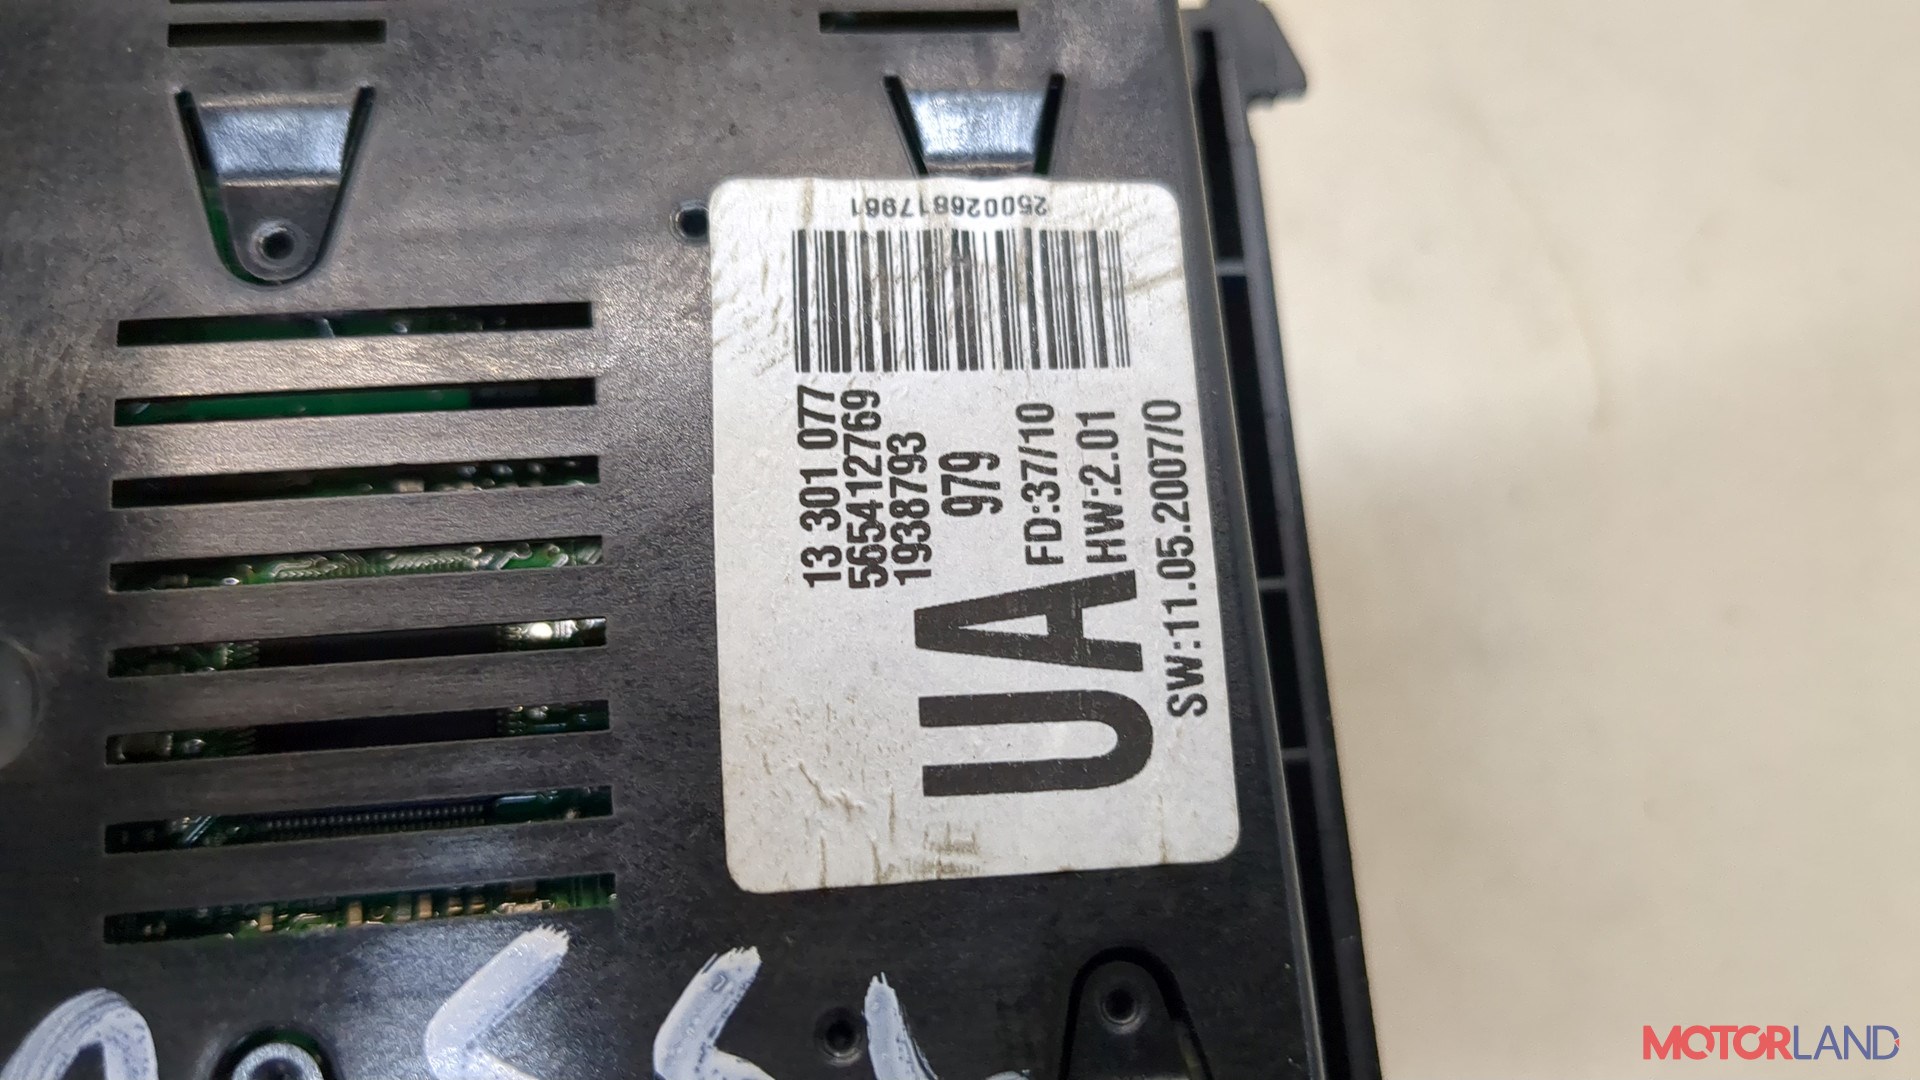 250026817961
13 301 077
565412769
19388793
979
UA
FD:37/10
HW:2.01
SW:11.05.2007/0
MOTORLAND